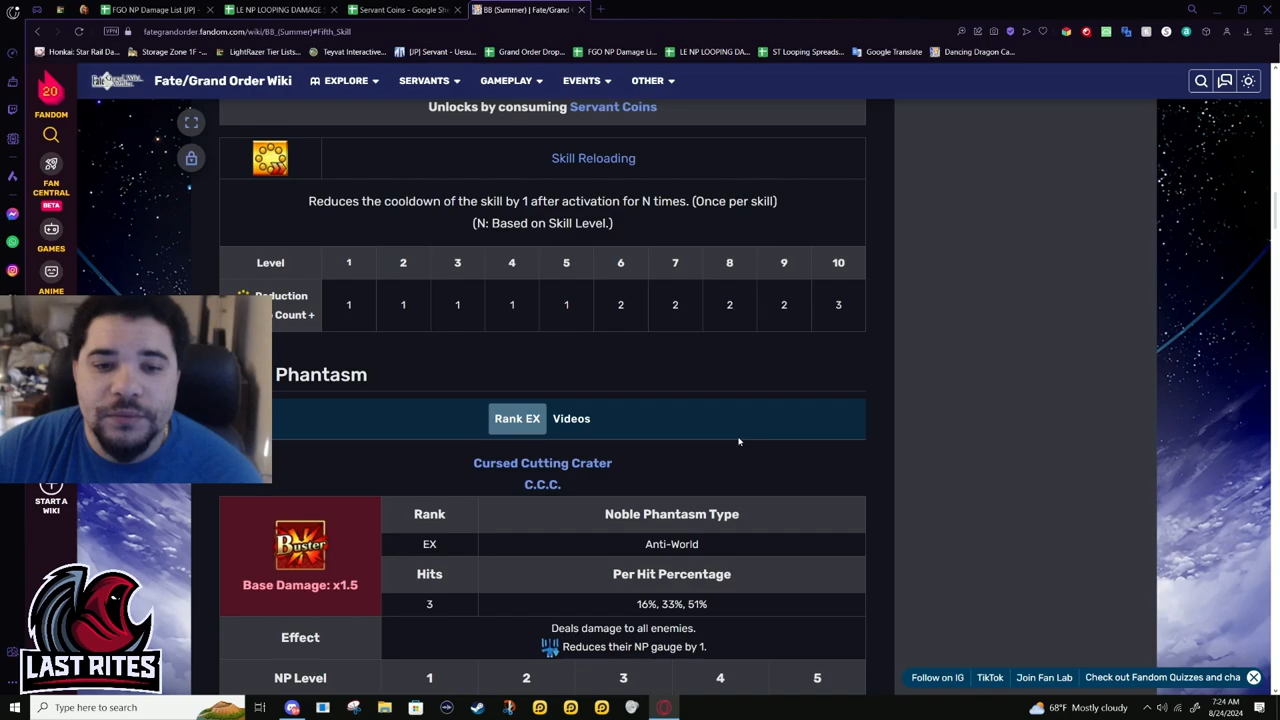 FGO NP Damage List [JP] -
LE NP LOOPING DAMAGE
Servant Coins - Google She
BB (Summer) | Fate/Grand
VPN
fategrandorder.fandom.com/wiki/BB_(Summer)#Fifth_Skill
Honkai: Star Rail Da...
Storage Zone 1F -...
LightRazer Tier Lists...
Teyvat Interactive...
[JP] Servant - Uesu...
Grand Order Drop...
FGO NP Damage Li...
LE NP LOOPING DA...
ST Looping Spreads...
Google Translate
Dancing Dragon Ca...
Fate/Grand Order Wiki
EXPLORE
SERVANTS
GAMEPLAY
EVENTS
OTHER
20
FANDOM
FAN
CENTRAL
BETA
GAMES
ANIME
START A
WIKI
Unlocks by consuming Servant Coins
Skill Reloading
Reduces the cooldown of the skill by 1 after activation for N times. (Once per skill)
(N: Based on Skill Level.)
Level 1 2 3 4 5 6 7 8 9 10
Count + 1 1 1 1 1 2 2 2 2 3
Phantasm
Rank EX Videos
Cursed Cutting Crater
C.C.C.
Buster
Base Damage: x1.5
Rank Noble Phantasm Type
EX Anti-World
Hits Per Hit Percentage
3 16%, 33%, 51%
Effect
Deals damage to all enemies.
Reduces their NP gauge by 1.
NP Level 1 2 3 4 5
LAST RITES
Follow on IG TikTok Join Fan Lab Check out Fandom Quizzes and cha
Type here to search
68°F Mostly cloudy
7:24 AM
8/24/2024